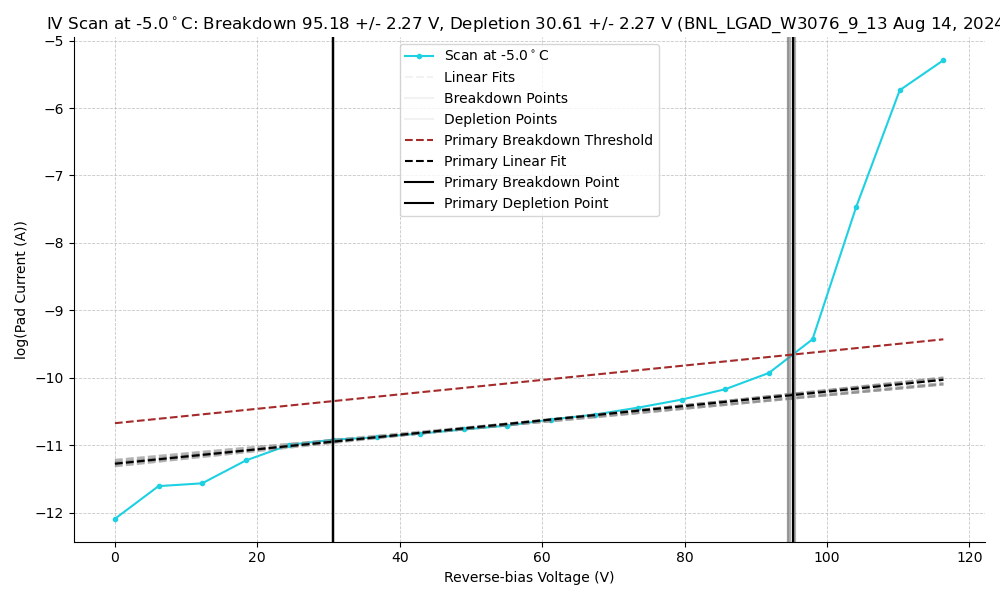 IV Scan at -5.0°C: Breakdown 95.18 +/- 2.27 V, Depletion 30.61 +/- 2.27 V (BNL_LGAD_W3076_9_13 Aug 14, 2024
Scan at -5.0°C
Linear Fits
Breakdown Points
Depletion Points
Primary Breakdown Threshold
Primary Linear Fit
Primary Breakdown Point
Primary Depletion Point
log(Pad Current (A))
−5
−6
−7
−8
−9
−10
−11
−12
0 20 40 60 80 100 120
Reverse-bias Voltage (V)